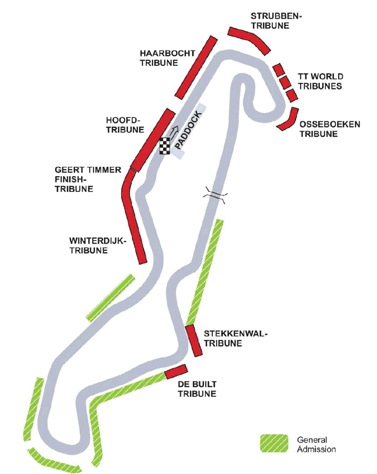 STRUBBEN-
TRIBUNE
HAARBOCHT
TRIBUNE
TT WORLD
TRIBUNES
HOOFD-
TRIBUNE
PADDOCK
OSSEBOEKEN
TRIBUNE
GEERT TIMMER
FINISH-
TRIBUNE
WINTERDIJK-
TRIBUNE
STEKKENWAL-
TRIBUNE
DE BUILT
TRIBUNE
General
Admission